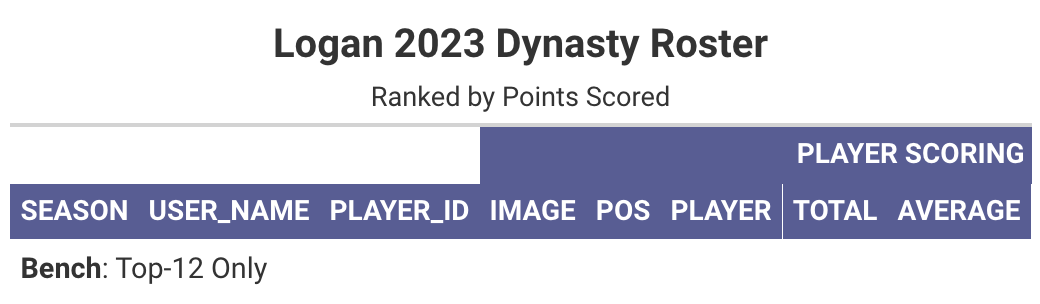 Logan 2023 Dynasty Roster
Ranked by Points Scored
PLAYER SCORING
SEASON USER_NAME PLAYER_ID IMAGE POS PLAYER TOTAL AVERAGE
Bench: Top-12 Only